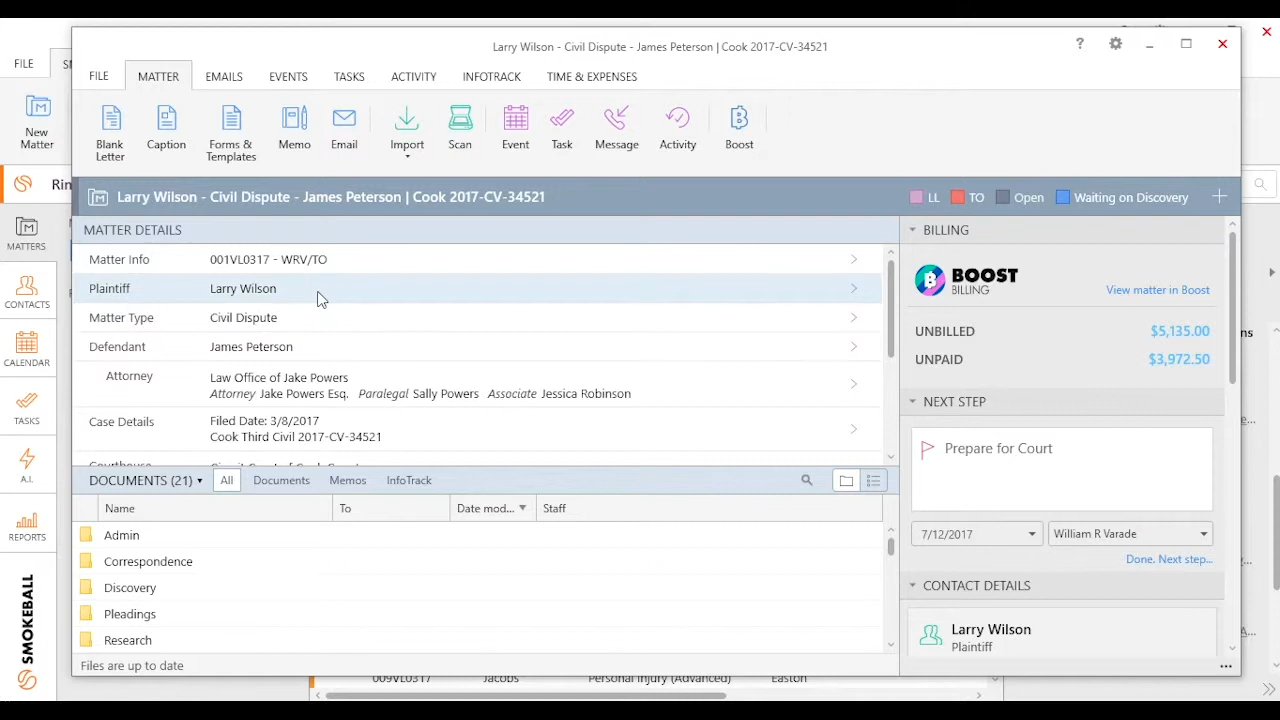 Larry Wilson - Civil Dispute - James Peterson | Cook 2017-CV-34521
FILE
FILE MATTER EMAILS EVENTS TASKS ACTIVITY INFOTRACK TIME & EXPENSES
New Matter
Blank Letter
Caption
Forms & Templates
Memo
Email
Import
Scan
Event
Task
Message
Activity
Boost
Larry Wilson - Civil Dispute - James Peterson | Cook 2017-CV-34521
LL TO Open Waiting on Discovery
MATTERS
CONTACTS
CALENDAR
TASKS
A.I.
REPORTS
SMOKEBALL
MATTER DETAILS
Matter Info 001VL0317 - WRV/TO
Plaintiff Larry Wilson
Matter Type Civil Dispute
Defendant James Peterson
Attorney Law Office of Jake Powers
Attorney Jake Powers Esq. Paralegal Sally Powers Associate Jessica Robinson
Case Details Filed Date: 3/8/2017
Cook Third Civil 2017-CV-34521
DOCUMENTS (21) All Documents Memos InfoTrack
Name To Date mod... Staff
Admin
Correspondence
Discovery
Pleadings
Research
Files are up to date
BILLING
BOOST
BILLING
View matter in Boost
UNBILLED $5,135.00
UNPAID $3,972.50
NEXT STEP
Prepare for Court
7/12/2017 William R Varade
Done. Next step...
CONTACT DETAILS
Larry Wilson
Plaintiff
009VL0317 Jacobs Personal Injury (Advanced) Easton